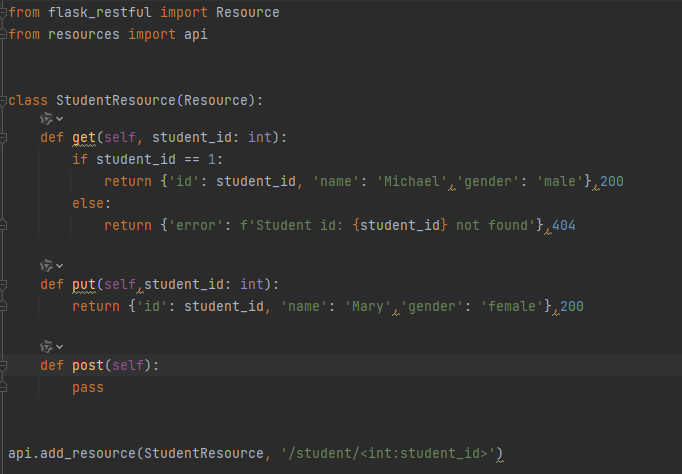 from flask_restful import Resource
from resources import api
class StudentResource(Resource):
def get(self, student_id: int):
if student_id == 1:
return {'id': student_id, 'name': 'Michael','gender': 'male'},200
else:
return {'error': f'Student id: {student_id} not found'},404
def put(self,student_id: int):
return {'id': student_id, 'name': 'Mary','gender': 'female'},200
def post(self):
pass
api.add_resource(StudentResource, '/student/<int:student_id>')